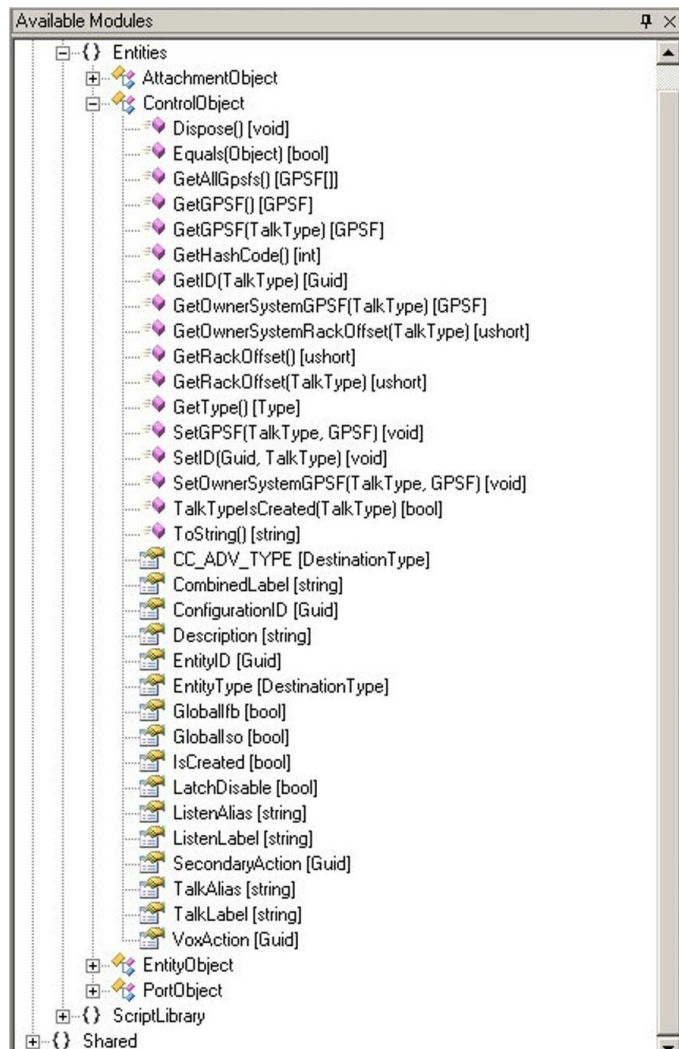 Available Modules
{} Entities
AttachmentObject
ControlObject
Dispose() [void]
Equals(Object) [bool]
GetAllGpsfs() [GPSF[]]
GetGPSF() [GPSF]
GetGPSF(TalkType) [GPSF]
GetHashCode() [int]
GetID(TalkType) [Guid]
GetOwnerSystemGPSF(TalkType) [GPSF]
GetOwnerSystemRackOffset(TalkType) [ushort]
GetRackOffset() [ushort]
GetRackOffset(TalkType) [ushort]
GetType() [Type]
SetGPSF(TalkType, GPSF) [void]
SetID(Guid, TalkType) [void]
SetOwnerSystemGPSF(TalkType, GPSF) [void]
TalkTypeIsCreated(TalkType) [bool]
ToString() [string]
CC_ADV_TYPE [DestinationType]
CombinedLabel [string]
ConfigurationID [Guid]
Description [string]
EntityID [Guid]
EntityType [DestinationType]
GlobalIfb [bool]
GlobalIso [bool]
IsCreated [bool]
LatchDisable [bool]
ListenAlias [string]
ListenLabel [string]
SecondaryAction [Guid]
TalkAlias [string]
TalkLabel [string]
VoxAction [Guid]
EntityObject
PortObject
{} ScriptLibrary
{} Shared